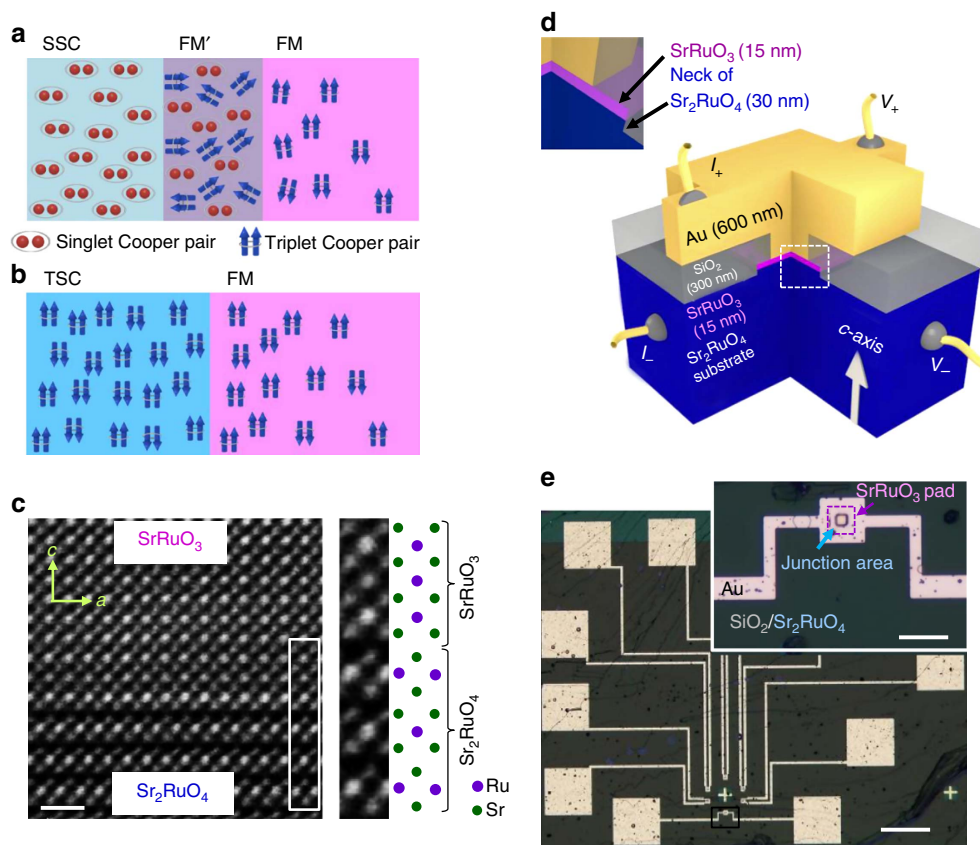 a
SSC
FM′
FM
Singlet Cooper pair
Triplet Cooper pair
b
TSC
FM
c
SrRuO₃
c
a
Sr₂RuO₄
SrRuO₃
Sr₂RuO₄
Ru
Sr
d
SrRuO₃ (15 nm)
Neck of
Sr₂RuO₄ (30 nm)
V₊
I₊
Au (600 nm)
SiO₂
(300 nm)
SrRuO₃
(15 nm)
Sr₂RuO₄
substrate
I₋
c-axis
V₋
e
SrRuO₃ pad
Junction area
Au
SiO₂/Sr₂RuO₄